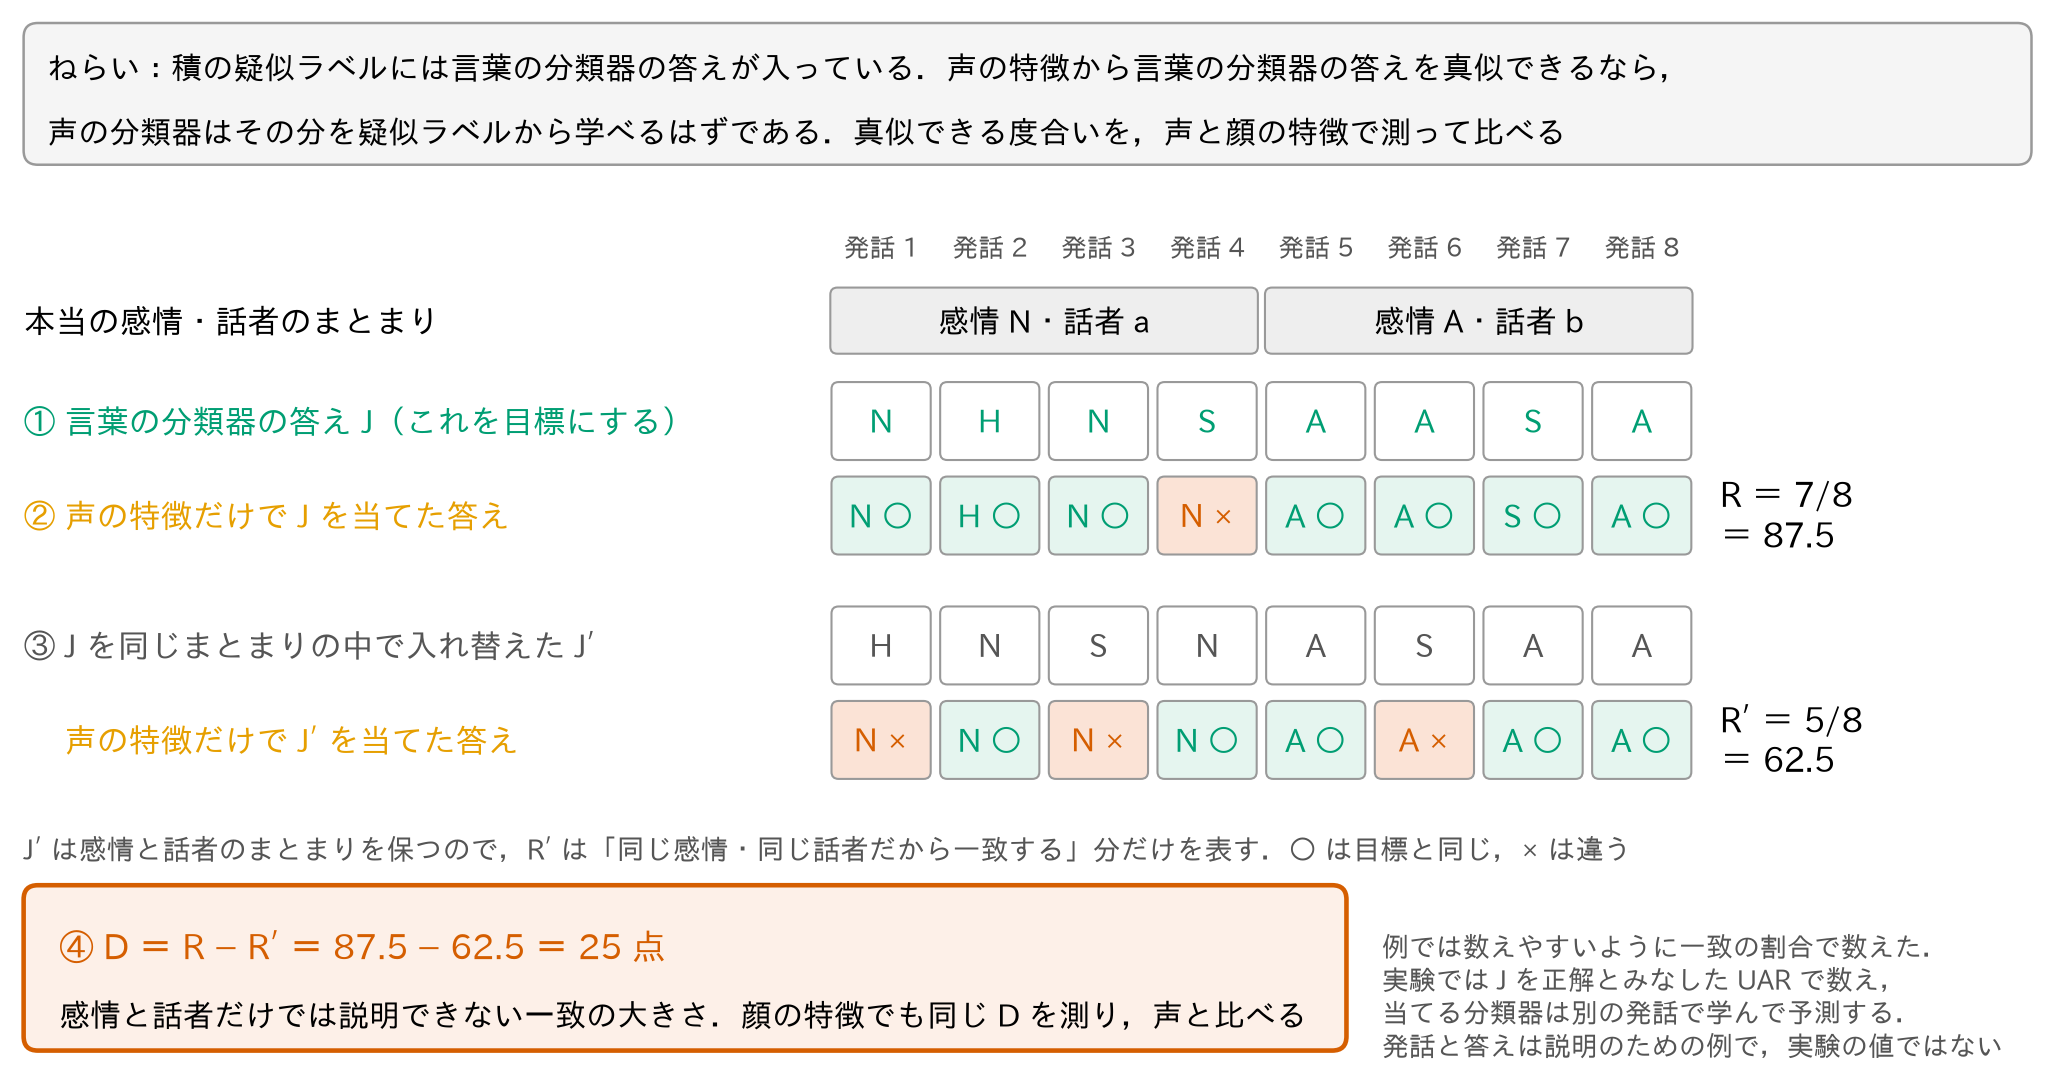 ねらい：積の疑似ラベルには言葉の分類器の答えが入っている．声の特徴から言葉の分類器の答えを真似できるなら，
声の分類器はその分を疑似ラベルから学べるはずである．真似できる度合いを，声と顔の特徴で測って比べる
発話 1 発話 2 発話 3 発話 4 発話 5 発話 6 発話 7 発話 8
本当の感情・話者のまとまり 感情 N・話者 a 感情 A・話者 b
① 言葉の分類器の答え J（これを目標にする） N H N S A A S A
② 声の特徴だけで J を当てた答え N ○ H ○ N ○ N × A ○ A ○ S ○ A ○
R ＝ 7/8
＝ 87.5
③ J を同じまとまりの中で入れ替えた J′ H N S N A S A A
声の特徴だけで J′ を当てた答え N × N ○ N × N ○ A ○ A × A ○ A ○
R′ ＝ 5/8
＝ 62.5
J′ は感情と話者のまとまりを保つので，R′ は「同じ感情・同じ話者だから一致する」分だけを表す．○ は目標と同じ，× は違う
④ D ＝ R − R′ ＝ 87.5 − 62.5 ＝ 25 点
感情と話者だけでは説明できない一致の大きさ．顔の特徴でも同じ D を測り，声と比べる
例では数えやすいように一致の割合で数えた．
実験では J を正解とみなした UAR で数え，
当てる分類器は別の発話で学んで予測する．
発話と答えは説明のための例で，実験の値ではない